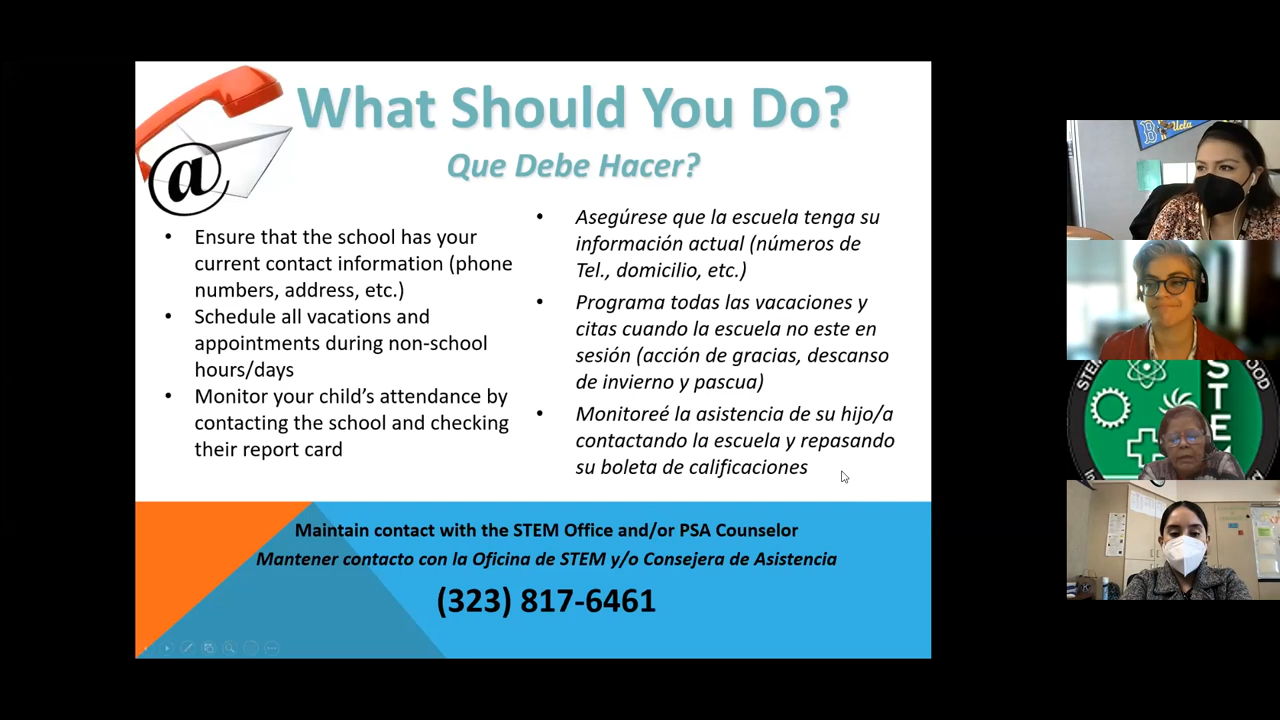 What Should You Do?
Que Debe Hacer?
@
• Ensure that the school has your
current contact information (phone
numbers, address, etc.)
• Schedule all vacations and
appointments during non-school
hours/days
• Monitor your child's attendance by
contacting the school and checking
their report card
• Asegúrese que la escuela tenga su
información actual (números de
Tel., domicilio, etc.)
• Programa todas las vacaciones y
citas cuando la escuela no este en
sesión (acción de gracias, descanso
de invierno y pascua)
• Monitoreé la asistencia de su hijo/a
contactando la escuela y repasando
su boleta de calificaciones
Maintain contact with the STEM Office and/or PSA Counselor
Mantener contacto con la Oficina de STEM y/o Consejera de Asistencia
(323) 817-6461
B
Ucla
STE
OOD
STEM